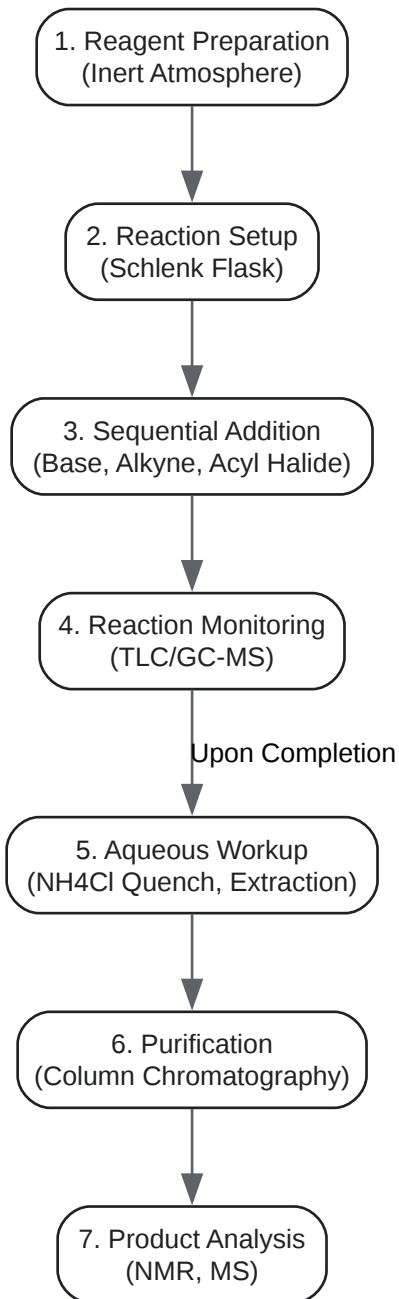 1. Reagent Preparation
(Inert Atmosphere)
2. Reaction Setup
(Schlenk Flask)
3. Sequential Addition
(Base, Alkyne, Acyl Halide)
4. Reaction Monitoring
(TLC/GC-MS)
Upon Completion
5. Aqueous Workup
(NH4Cl Quench, Extraction)
6. Purification
(Column Chromatography)
7. Product Analysis
(NMR, MS)